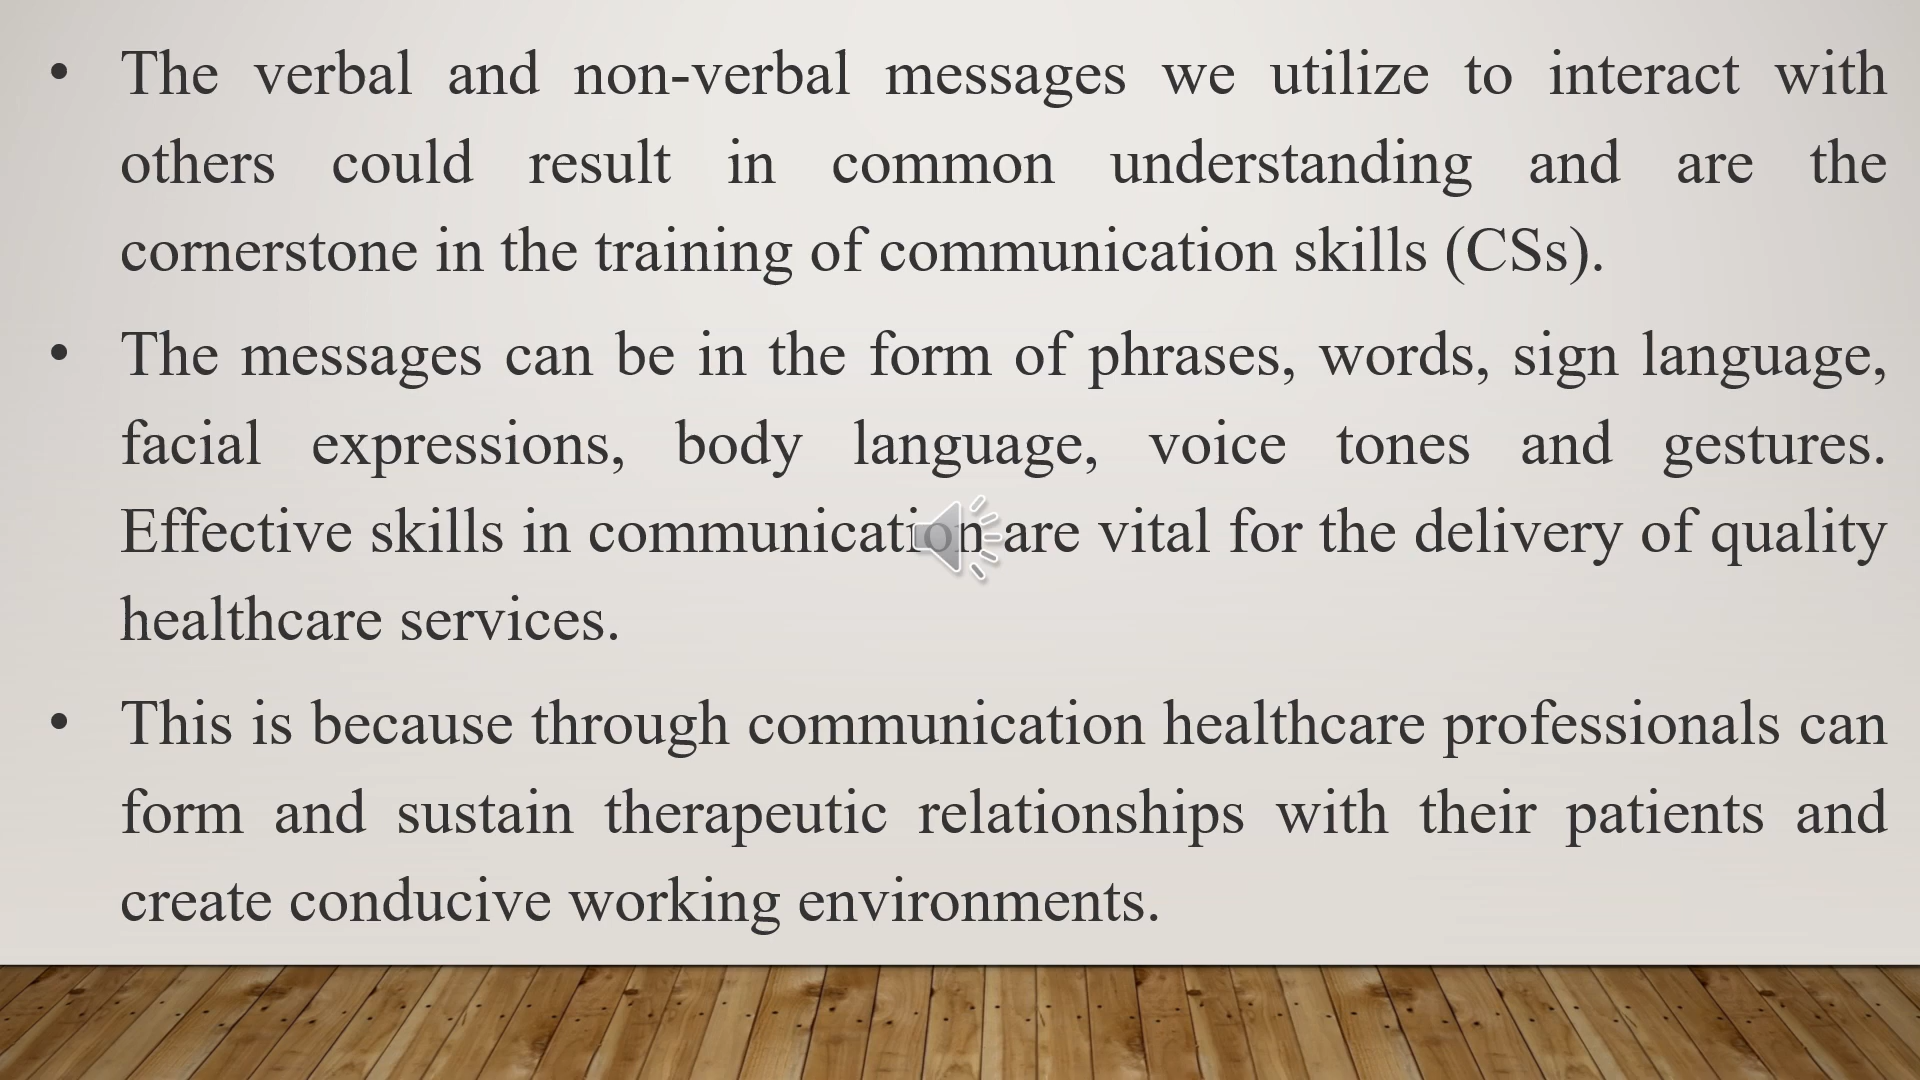 • The verbal and non-verbal messages we utilize to interact with
others could result in common understanding and are the
cornerstone in the training of communication skills (CSs).
• The messages can be in the form of phrases, words, sign language,
facial expressions, body language, voice tones and gestures.
Effective skills in communication are vital for the delivery of quality
healthcare services.
• This is because through communication healthcare professionals can
form and sustain therapeutic relationships with their patients and
create conducive working environments.